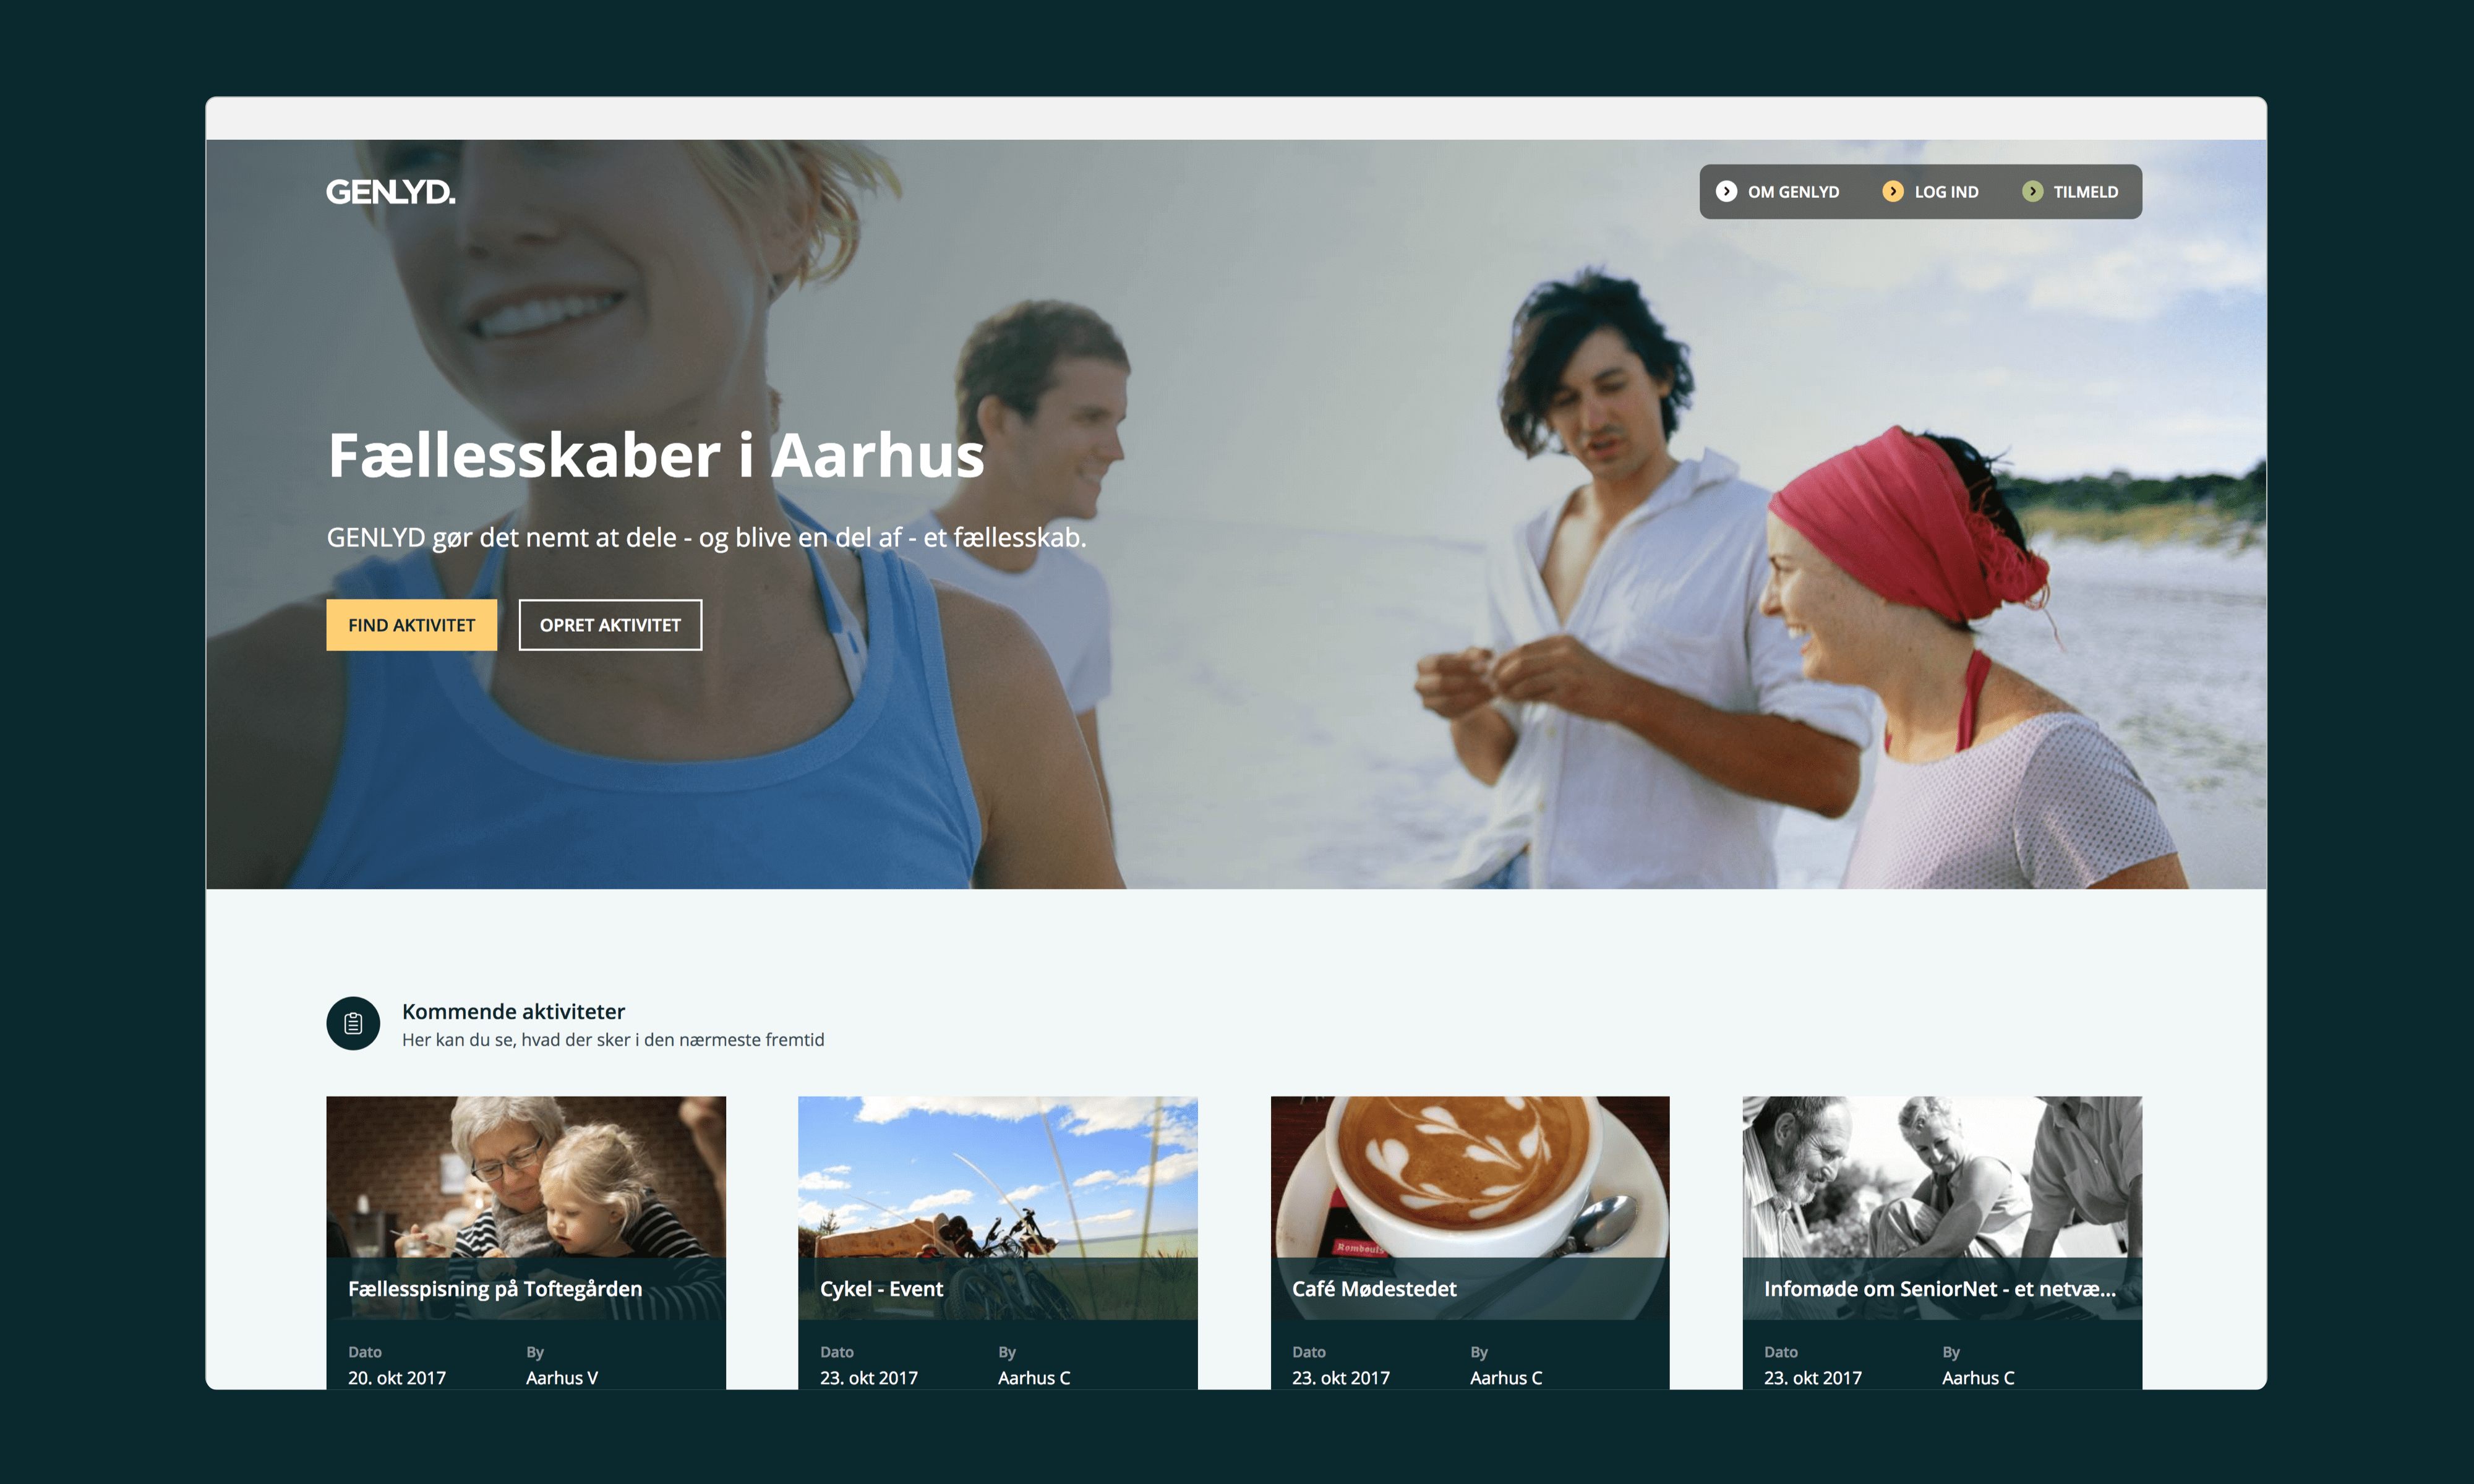 GENLYD.
OM GENLYD
LOG IND
TILMELD
Fællesskaber i Aarhus
GENLYD gør det nemt at dele - og blive en del af - et fællesskab.
FIND AKTIVITET
OPRET AKTIVITET
Kommende aktiviteter
Her kan du se, hvad der sker i den nærmeste fremtid
Fællesspisning på Toftegården
Dato
By
20. okt 2017
Aarhus V
Cykel - Event
Dato
By
23. okt 2017
Aarhus C
Rombouts
Café Mødestedet
Dato
By
23. okt 2017
Aarhus C
Infomøde om SeniorNet - et netvæ...
Dato
By
23. okt 2017
Aarhus C